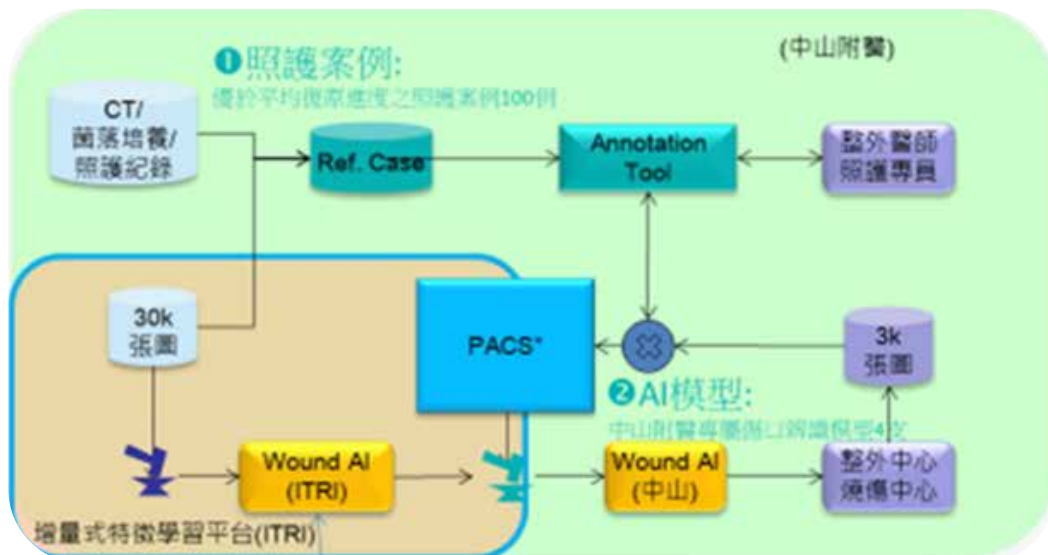 (中山附醫)
❶照護案例:
優於平均復原進度之照護案例100例
CT/
菌落培養/
照護紀錄
Ref. Case
Annotation
Tool
整外醫師
照護專員
30k
張圖
PACS*
3k
張圖
❷AI模型:
中山附醫專屬傷口辨識模型4支
Wound AI
(ITRI)
Wound AI
(中山)
整外中心
燒傷中心
增量式特徵學習平台(ITRI)